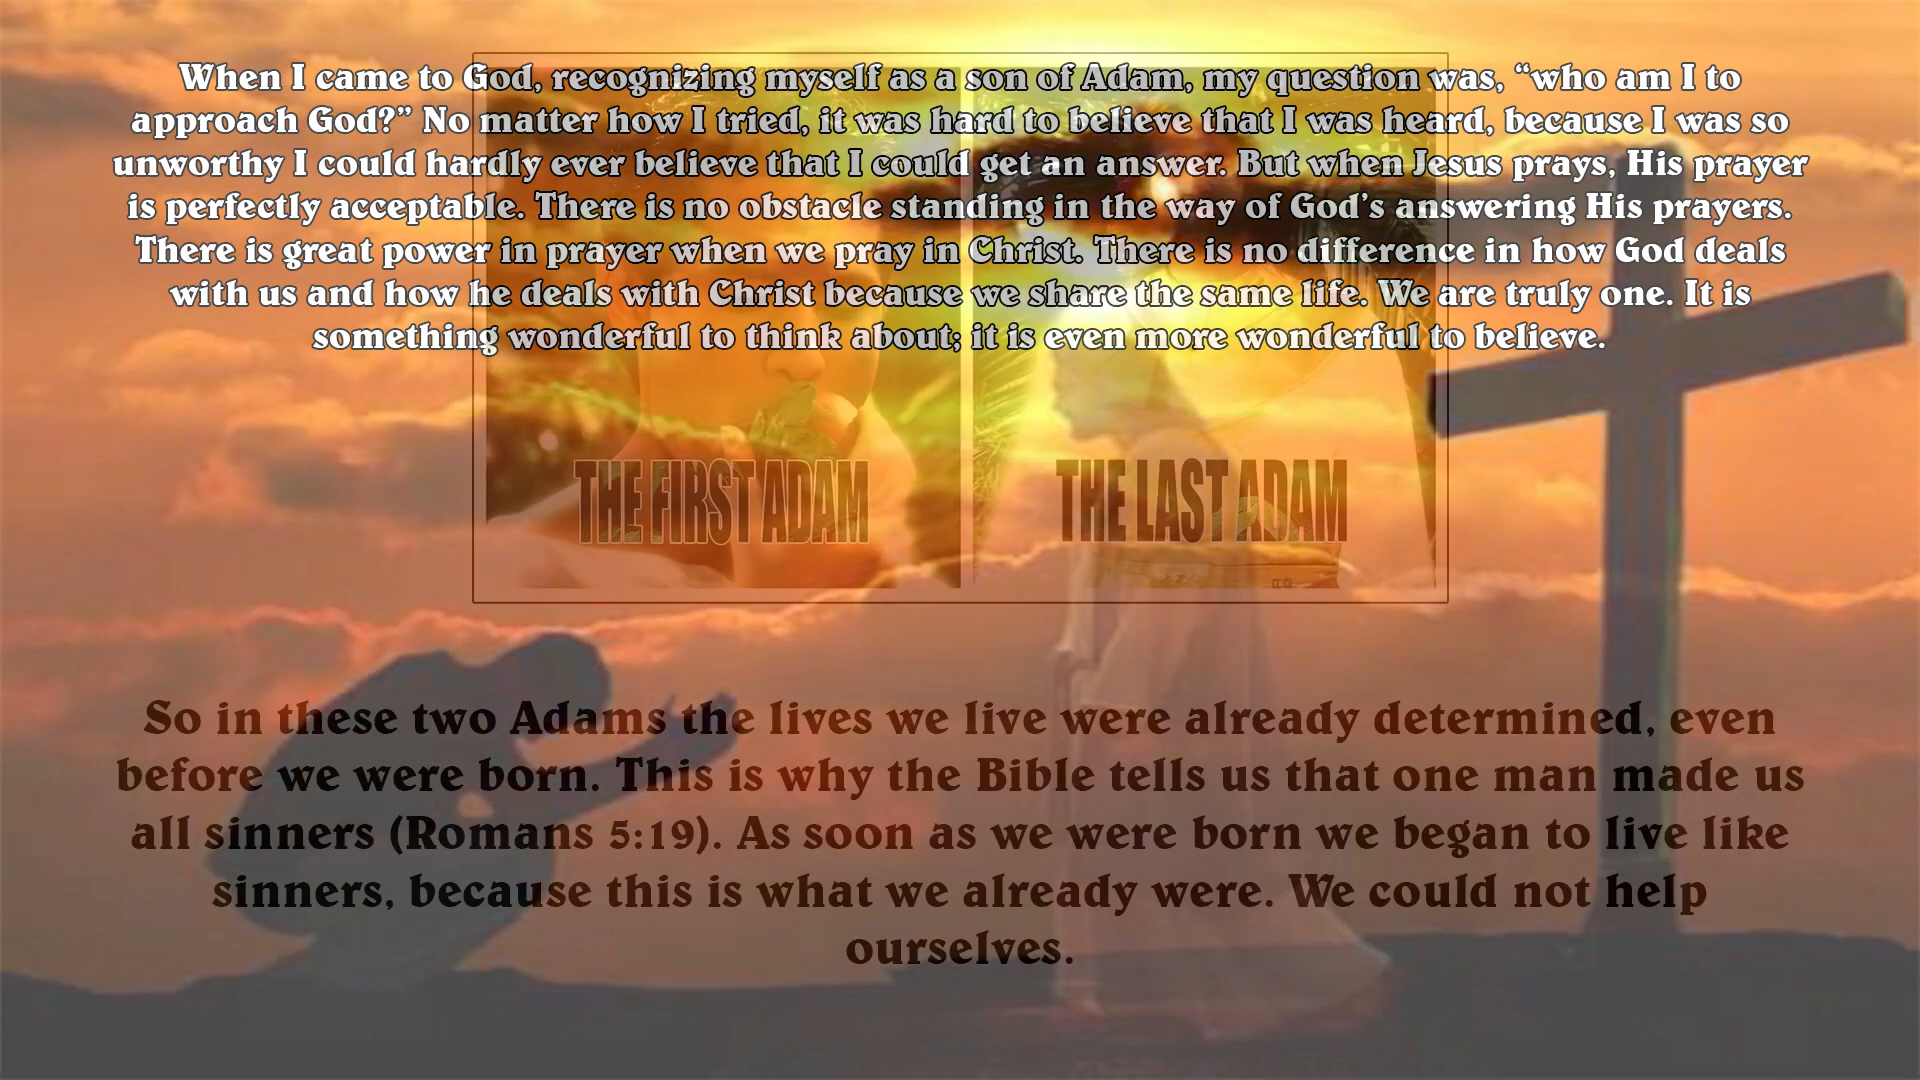 When I came to God, recognizing myself as a son of Adam, my question was, “who am I to
approach God?” No matter how I tried, it was hard to believe that I was heard, because I was so
unworthy I could hardly ever believe that I could get an answer. But when Jesus prays, His prayer
is perfectly acceptable. There is no obstacle standing in the way of God’s answering His prayers.
There is great power in prayer when we pray in Christ. There is no difference in how God deals
with us and how he deals with Christ because we share the same life. We are truly one. It is
something wonderful to think about; it is even more wonderful to believe.
THE FIRST ADAM
THE LAST ADAM
So in these two Adams the lives we live were already determined, even
before we were born. This is why the Bible tells us that one man made us
all sinners (Romans 5:19). As soon as we were born we began to live like
sinners, because this is what we already were. We could not help
ourselves.